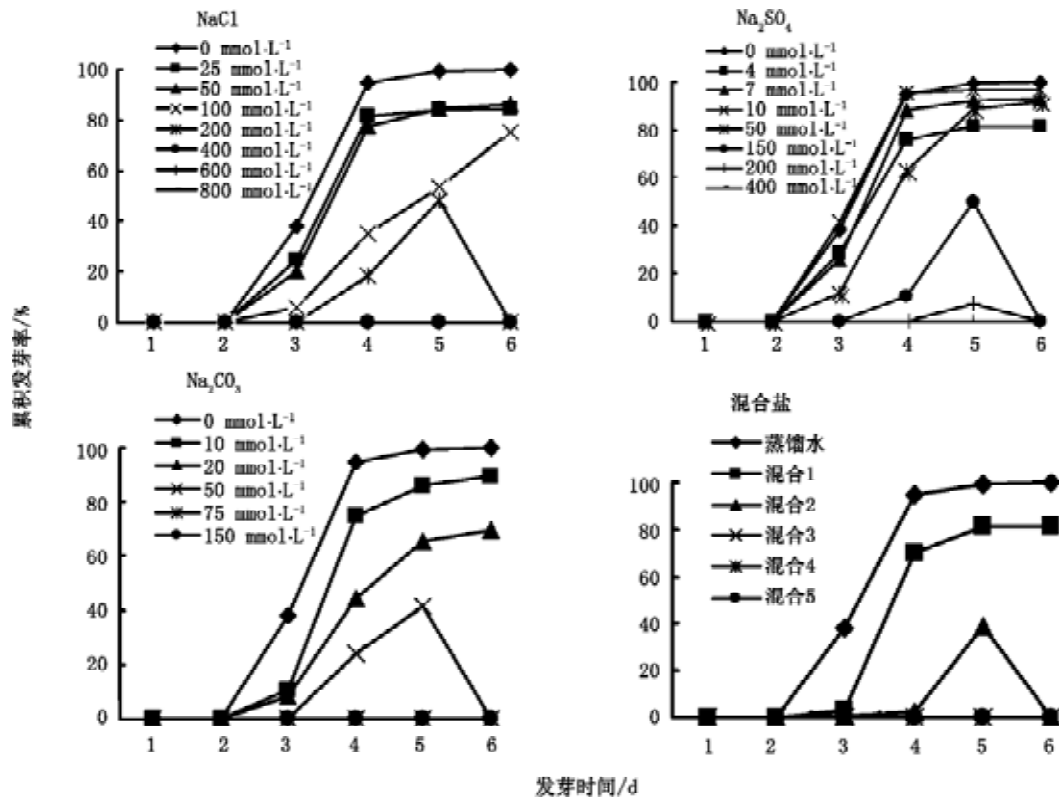 NaCl
0 mmol·L⁻¹
25 mmol·L⁻¹
50 mmol·L⁻¹
100 mmol·L⁻¹
200 mmol·L⁻¹
400 mmol·L⁻¹
600 mmol·L⁻¹
800 mmol·L⁻¹
100
80
60
40
20
0
1 2 3 4 5 6
Na₂SO₄
0 mmol·L⁻¹
4 mmol·L⁻¹
7 mmol·L⁻¹
10 mmol·L⁻¹
50 mmol·L⁻¹
150 mmol·L⁻¹
200 mmol·L⁻¹
400 mmol·L⁻¹
100
80
60
40
20
0
1 2 3 4 5 6
累积发芽率/%
Na₂CO₃
0 mmol·L⁻¹
10 mmol·L⁻¹
20 mmol·L⁻¹
50 mmol·L⁻¹
75 mmol·L⁻¹
150 mmol·L⁻¹
100
80
60
40
20
0
1 2 3 4 5 6
混合盐
蒸馏水
混合1
混合2
混合3
混合4
混合5
100
80
60
40
20
0
1 2 3 4 5 6
发芽时间/d